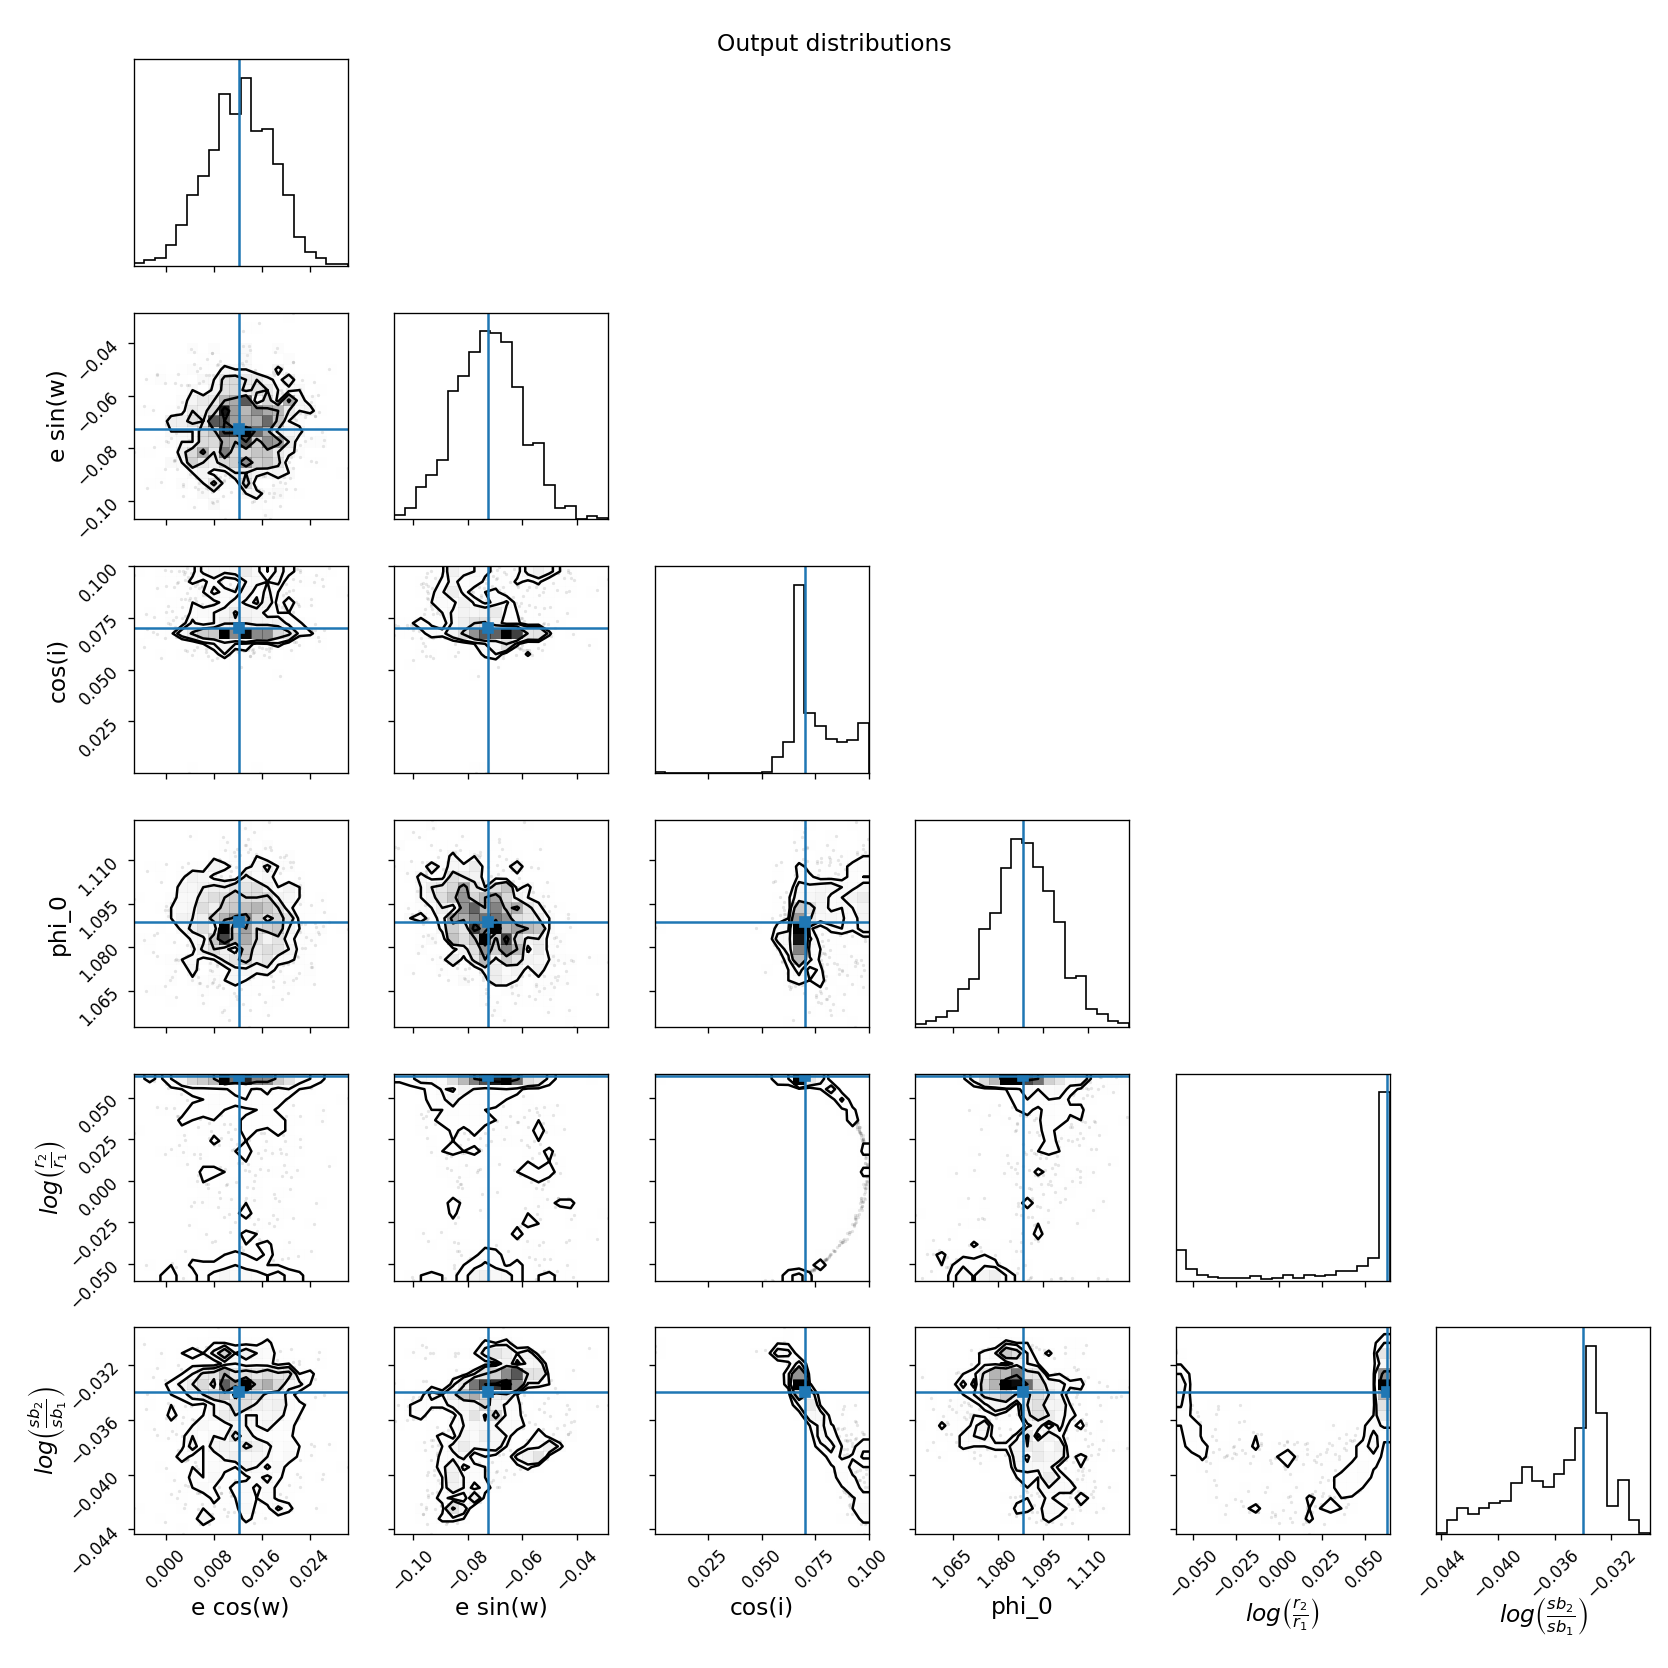 Output distributions
e sin(w)
−0.04
−0.06
−0.08
−0.10
cos(i)
0.100
0.075
0.050
0.025
phi_0
1.110
1.095
1.080
1.065
log(r₂/r₁)
0.050
0.025
0.000
−0.025
−0.050
log(sb₂/sb₁)
−0.032
−0.036
−0.040
−0.044
0.000 0.008 0.016 0.024
−0.10 −0.08 −0.06 −0.04
0.025 0.050 0.075 0.100
1.065 1.080 1.095 1.110
−0.050 −0.025 0.000 0.025 0.050
−0.044 −0.040 −0.036 −0.032
e cos(w) e sin(w) cos(i) phi_0 log(r₂/r₁) log(sb₂/sb₁)